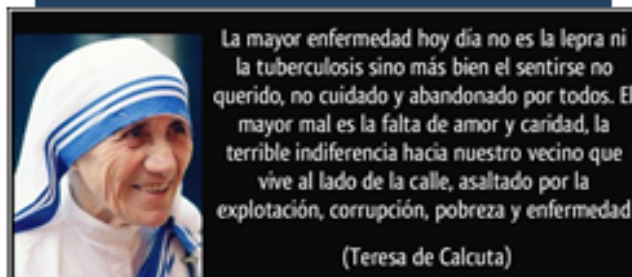 La mayor enfermedad hoy día no es la lepra ni
la tuberculosis sino más bien el sentirse no
querido, no cuidado y abandonado por todos. El
mayor mal es la falta de amor y caridad, la
terrible indiferencia hacia nuestro vecino que
vive al lado de la calle, asaltado por la
explotación, corrupción, pobreza y enfermedad
(Teresa de Calcuta)